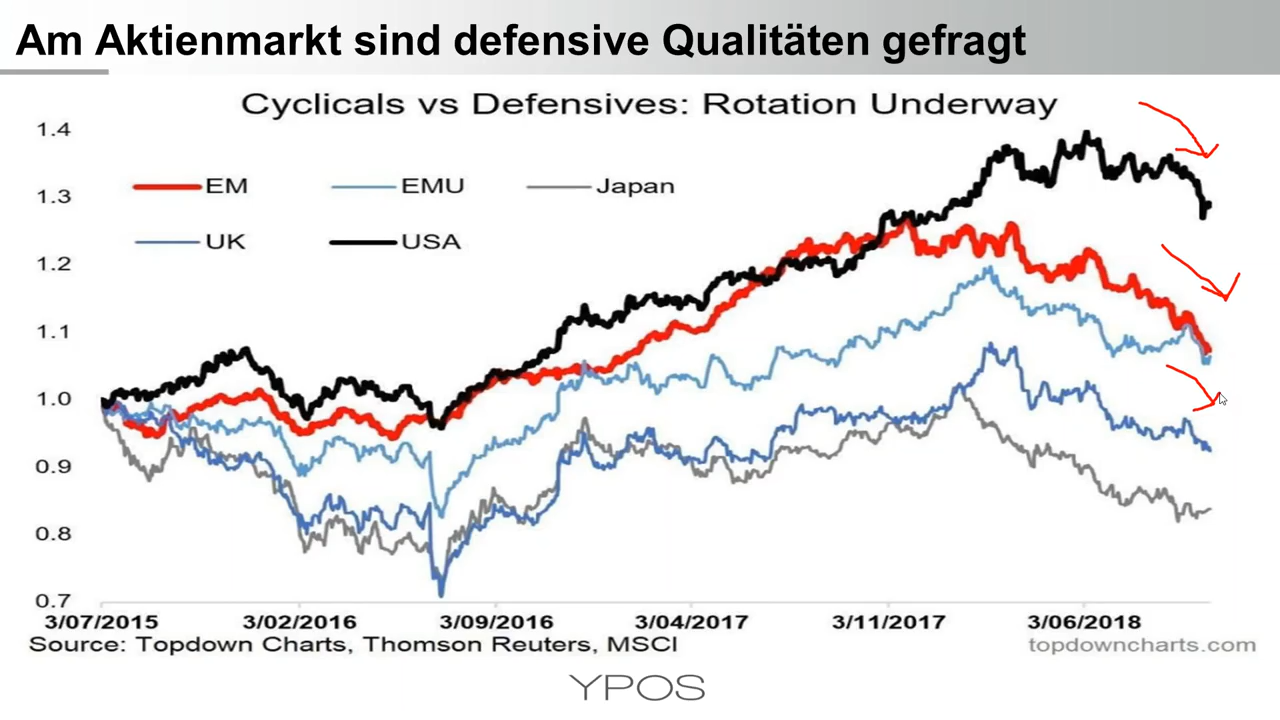 Am Aktienmarkt sind defensive Qualitäten gefragt
Cyclicals vs Defensives: Rotation Underway
1.4
1.3
1.2
1.1
1.0
0.9
0.8
0.7
EM EMU Japan
UK USA
3/07/2015 3/02/2016 3/09/2016 3/04/2017 3/11/2017 3/06/2018
Source: Topdown Charts, Thomson Reuters, MSCI topdowncharts.com
YPOS